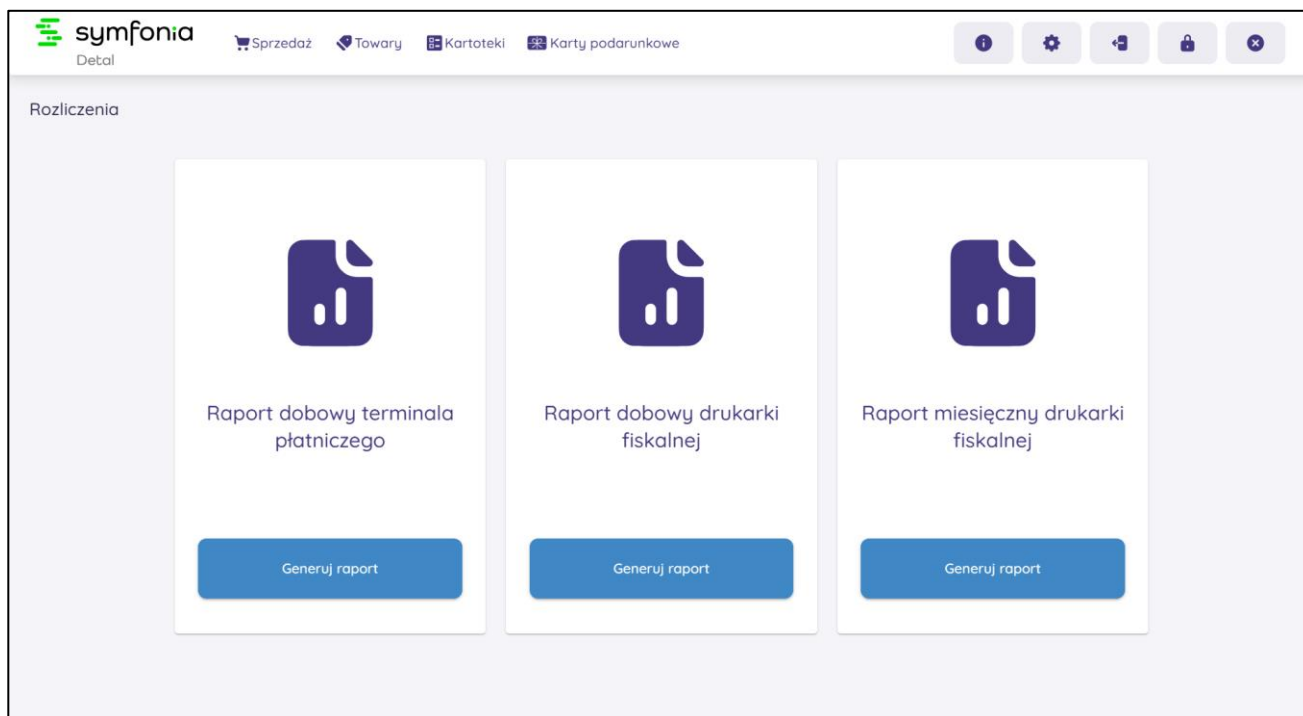 symfonia
Detal
Sprzedaż Towary Kartoteki Karty podarunkowe
Rozliczenia
Raport dobowy terminala
płatniczego
Generuj raport
Raport dobowy drukarki
fiskalnej
Generuj raport
Raport miesięczny drukarki
fiskalnej
Generuj raport